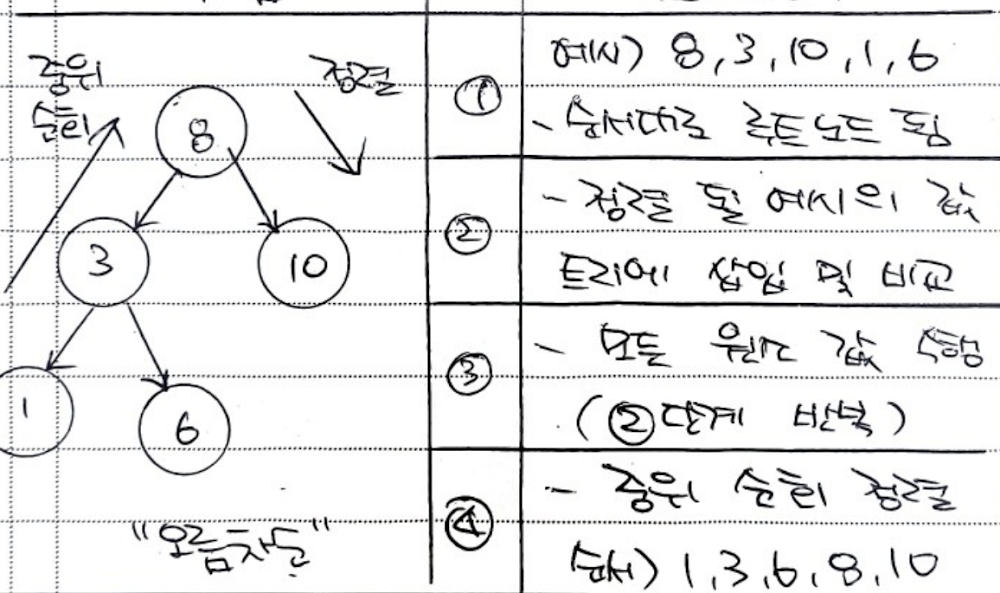 중위
순회
정렬
8
3
10
1
6
"오름차순"
①
예시) 8, 3, 10, 1, 6
- 순서대로 루트노드 됨
②
- 정렬 될 예시의 값
트리에 삽입 및 비교
③
- 모든 원소 값 수행
(②단계 반복)
④
- 중위 순회 정렬
순서) 1, 3, 6, 8, 10